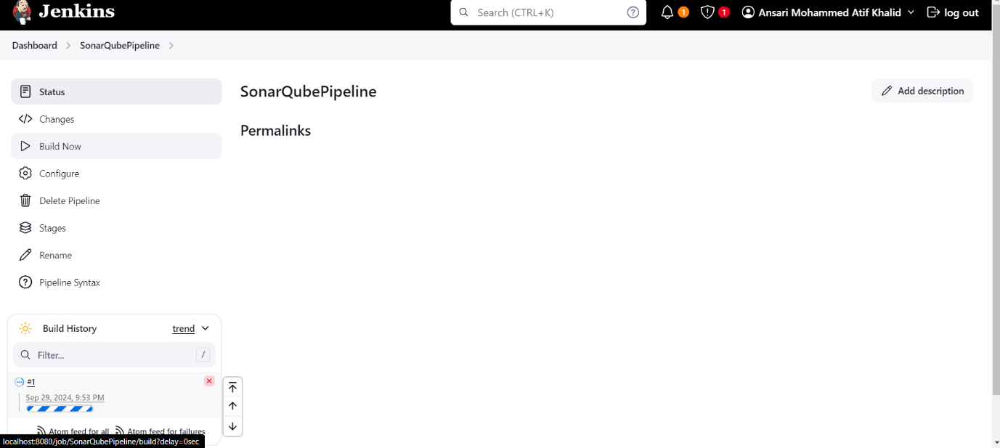 Jenkins
Search (CTRL+K)
1
1
Ansari Mohammed Atif Khalid
log out
Dashboard
SonarQubePipeline
Status
Changes
Build Now
Configure
Delete Pipeline
Stages
Rename
Pipeline Syntax
SonarQubePipeline
Add description
Permalinks
Build History
trend
Filter...
/
#1
Sep 29, 2024, 9:53 PM
Atom feed for all
Atom feed for failures
localhost:8080/job/SonarQubePipeline/build?delay=0sec